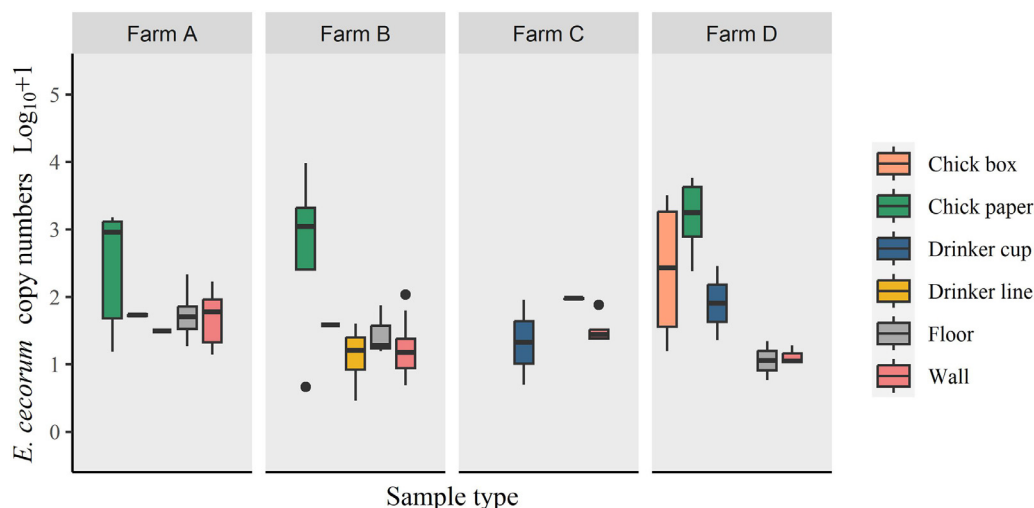 Farm A
Farm B
Farm C
Farm D
E. cecorum copy numbers Log10+1
5
4
3
2
1
0
Sample type
Chick box
Chick paper
Drinker cup
Drinker line
Floor
Wall